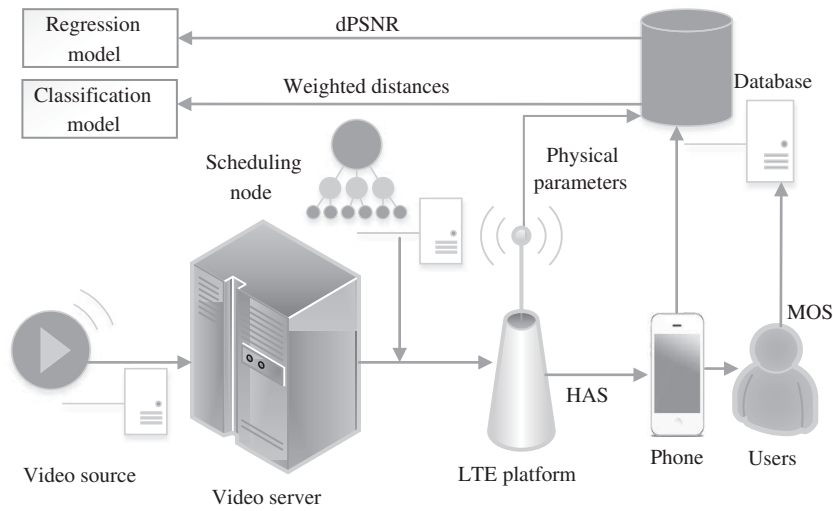 Regression
model
dPSNR
Classification
model
Weighted distances
Database
Scheduling
node
Physical
parameters
MOS
HAS
Video source
Video server
LTE platform
Phone
Users